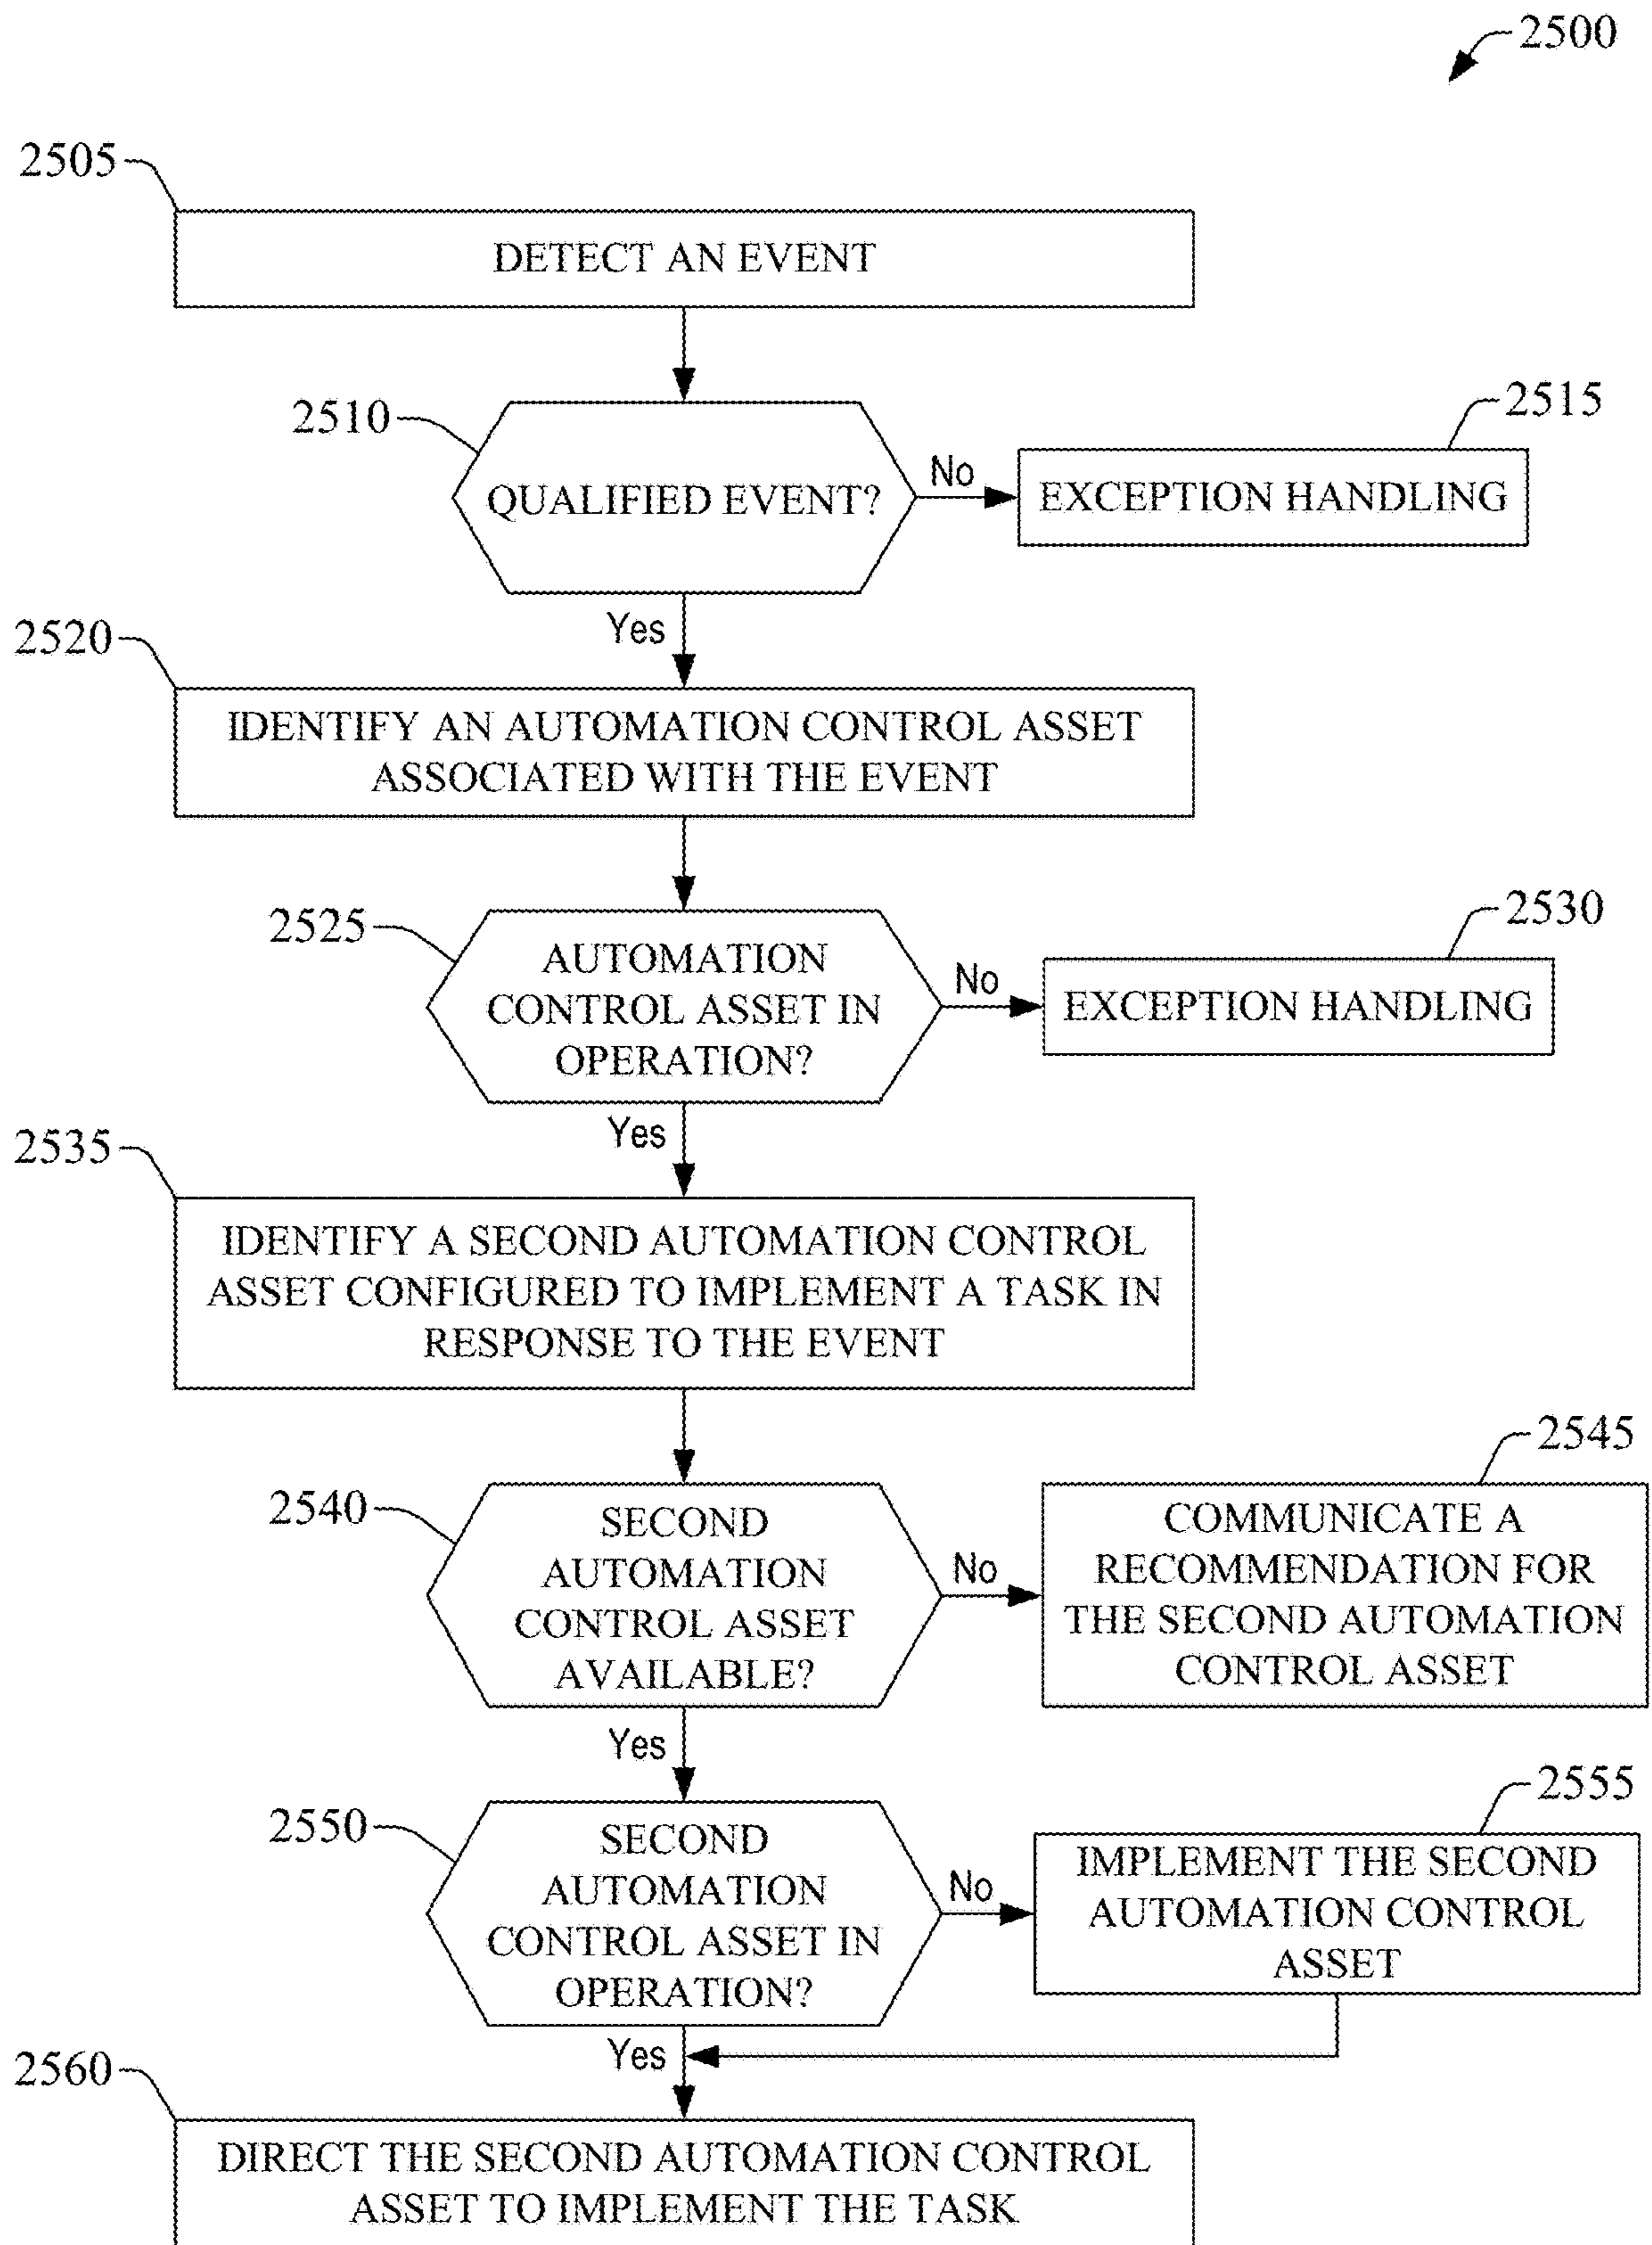 2500
2505
DETECT AN EVENT
2510
QUALIFIED EVENT?
No
2515
EXCEPTION HANDLING
Yes
2520
IDENTIFY AN AUTOMATION CONTROL ASSET
ASSOCIATED WITH THE EVENT
2525
AUTOMATION
CONTROL ASSET IN
OPERATION?
No
2530
EXCEPTION HANDLING
Yes
2535
IDENTIFY A SECOND AUTOMATION CONTROL
ASSET CONFIGURED TO IMPLEMENT A TASK IN
RESPONSE TO THE EVENT
2540
SECOND
AUTOMATION
CONTROL ASSET
AVAILABLE?
No
2545
COMMUNICATE A
RECOMMENDATION FOR
THE SECOND AUTOMATION
CONTROL ASSET
Yes
2550
SECOND
AUTOMATION
CONTROL ASSET IN
OPERATION?
No
2555
IMPLEMENT THE SECOND
AUTOMATION CONTROL
ASSET
Yes
2560
DIRECT THE SECOND AUTOMATION CONTROL
ASSET TO IMPLEMENT THE TASK